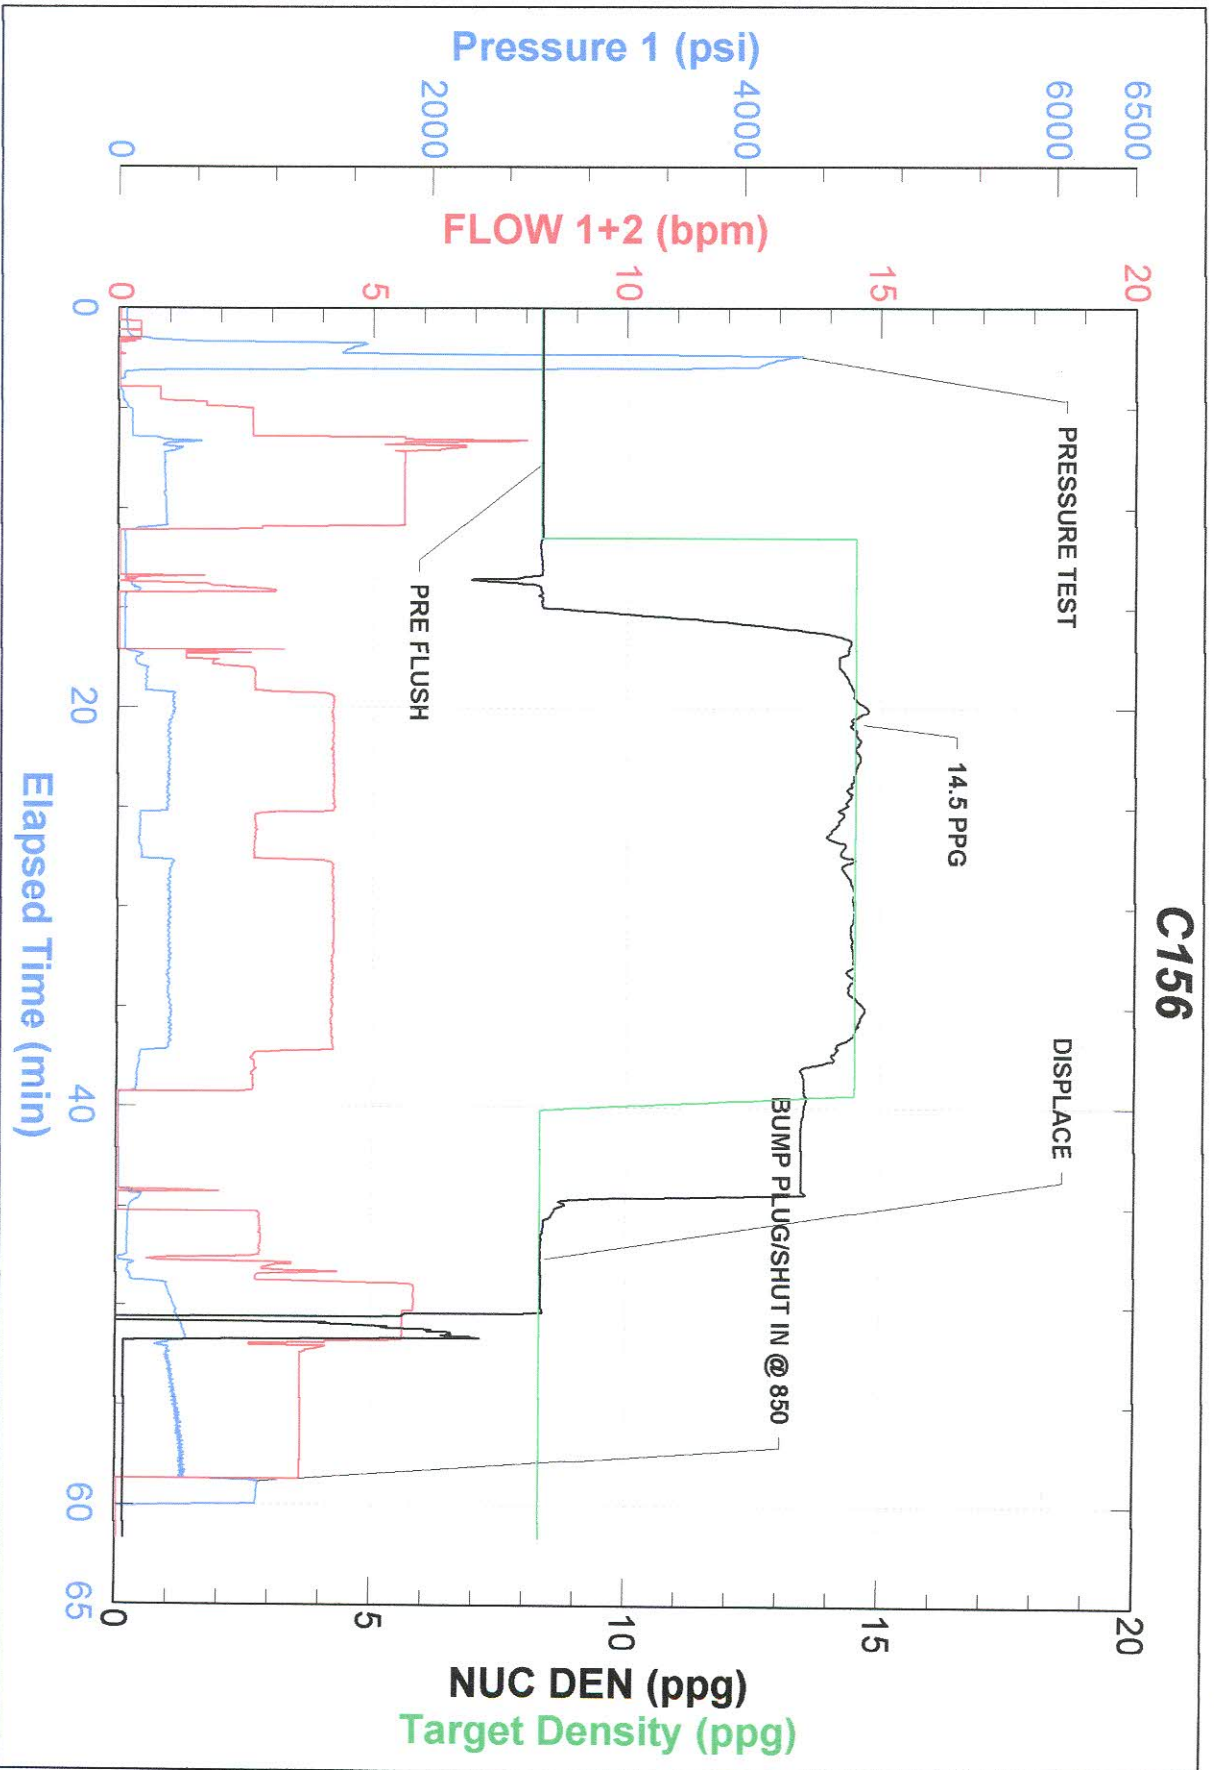 C156
Pressure 1 (psi)
6500
6000
4000
2000
0
FLOW 1+2 (bpm)
20
15
10
5
0
PRESSURE TEST
14.5 PPG
DISPLACE
BUMP PLUG/SHUT IN @ 850
PRE FLUSH
20
15
10
5
0
NUC DEN (ppg)
Target Density (ppg)
0
20
40
60
65
Elapsed Time (min)